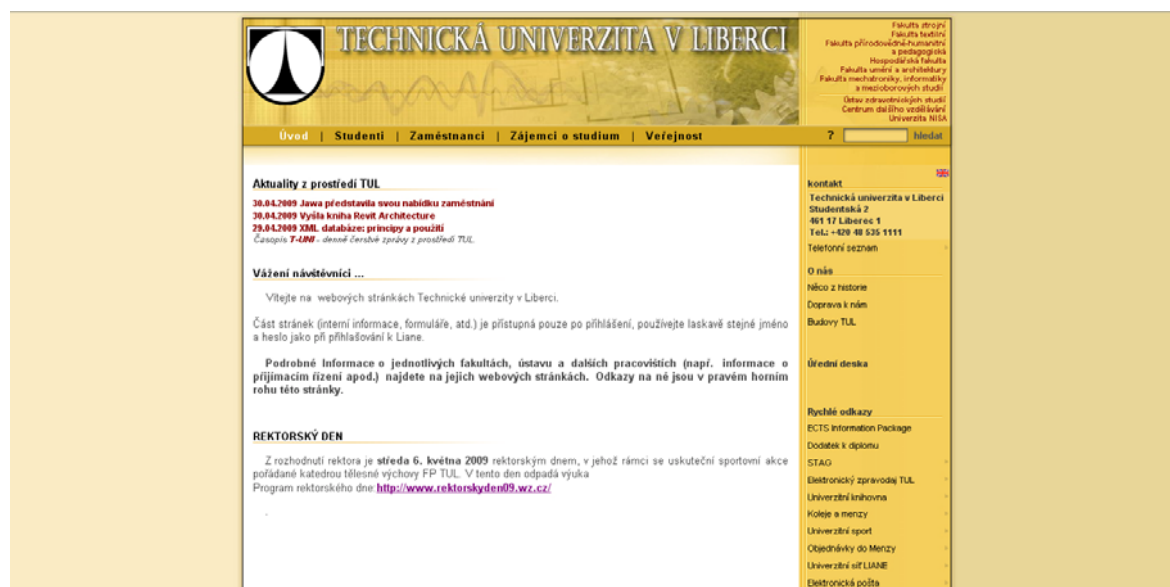 TECHNICKÁ UNIVERZITA V LIBERCI
Fakulta strojní
Fakulta textilní
Fakulta přírodovědně-humanitní
a pedagogická
Hospodářská fakulta
Fakulta umění a architektury
Fakulta mechatroniky, informatiky
a mezioborových studií
Ústav zdravotnických studií
Centrum dalšího vzdělávání
Univerzita NISA
Úvod | Studenti | Zaměstnanci | Zájemci o studium | Veřejnost
? hledat
Aktuality z prostředí TUL
30.04.2009 Jawa představila svou nabídku zaměstnání
30.04.2009 Vyšla kniha Revit Architecture
29.04.2009 XML databáze: principy a použití
Časopis T-UNI - denně čerstvé zprávy z prostředí TUL.
Vážení návštěvníci ...
Vítejte na webových stránkách Technické univerzity v Liberci.
Část stránek (interní informace, formuláře, atd.) je přístupná pouze po přihlášení, používejte laskavě stejné jméno
a heslo jako při přihlašování k Liane.
Podrobné Informace o jednotlivých fakultách, ústavu a dalších pracovištích (např. informace o
přijímacím řízení apod.) najdete na jejich webových stránkách. Odkazy na ně jsou v pravém horním
rohu této stránky.
REKTORSKÝ DEN
Z rozhodnutí rektora je středa 6. května 2009 rektorským dnem, v jehož rámci se uskuteční sportovní akce
pořádané katedrou tělesné výchovy FP TUL. V tento den odpadá výuka
Program rektorského dne:http://www.rektorskyden09.wz.cz/
.
kontakt
Technická univerzita v Liberci
Studentská 2
461 17 Liberec 1
Tel.: +420 48 535 1111
Telefonní seznam
O nás
Něco z historie
Doprava k nám
Budovy TUL
Úřední deska
Rychlé odkazy
ECTS Information Package
Dodatek k diplomu
STAG
Elektronický zpravodaj TUL
Univerzitní knihovna
Koleje a menzy
Univerzitní sport
Objednávky do Menzy
Univerzitní síť LIANE
Elektronická pošta